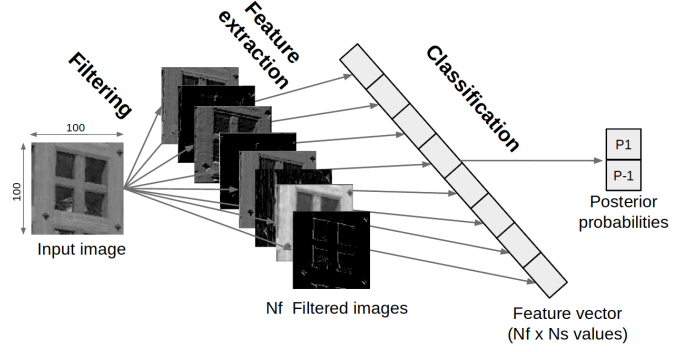 Filtering
Feature
extraction
Classification
100
100
Input image
Nf Filtered images
P1
P-1
Posterior
probabilities
Feature vector
(Nf x Ns values)